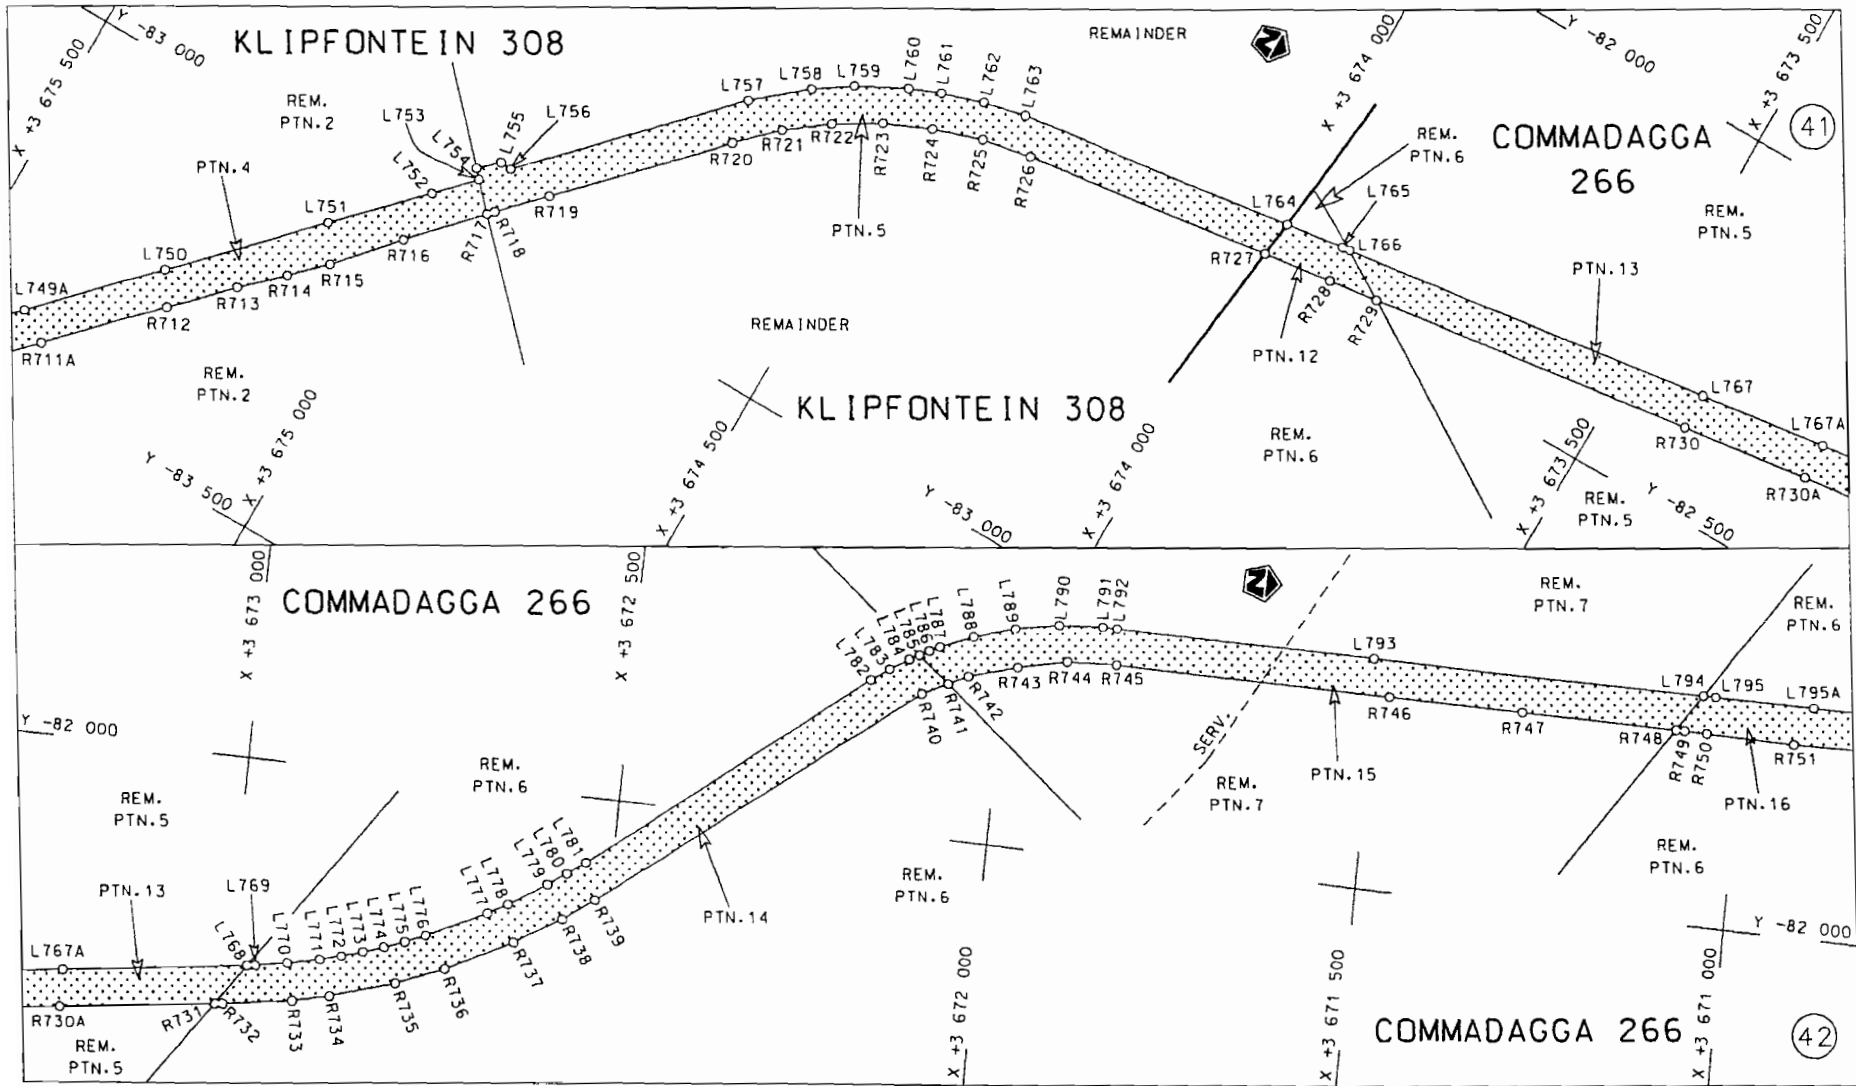 Y -83 000
X +3 675 500
KLIPFONTEIN 308
REMAINDER
N
X +3 674 000
Y -82 000
X +3 673 500
41
REM.
PTN.2
L753
L754
L755
L756
L752
PTN.4
L751
L750
L749A
R711A
R712
R713
R714
R715
R716
R717
R718
R719
L757
L758
L759
L760
L761
L762
L763
R720
R721
R722
R723
R724
R725
R726
PTN.5
REM.
PTN.6
COMMADAGGA
266
L764
L765
L766
REM.
PTN.5
PTN.13
R727
R728
R729
PTN.12
L767
L767A
R730
R730A
REM.
PTN.2
REMAINDER
KLIPFONTEIN 308
REM.
PTN.6
REM.
PTN.5
Y -83 500
X +3 675 000
X +3 674 500
Y -83 000
X +3 674 000
X +3 673 500
Y -82 500
X +3 673 000
COMMADAGGA 266
X +3 672 500
N
REM.
PTN.7
REM.
PTN.6
L782
L783
L784
L785
L786
L787
L788
L789
L790
L791
L792
L793
L794
L795
L795A
R740
R741
R742
R743
R744
R745
R746
R747
R748
R749
R750
R751
Y -82 000
REM.
PTN.5
REM.
PTN.6
SERV.
REM.
PTN.7
PTN.15
PTN.16
REM.
PTN.6
PTN.13
L767A
L768
L769
L770
L771
L772
L773
L774
L775
L776
L777
L778
L779
L780
L781
REM.
PTN.6
PTN.14
R730A
R731
R732
R733
R734
R735
R736
R737
R738
R739
REM.
PTN.5
X +3 672 000
X +3 671 500
X +3 671 000
Y -82 000
COMMADAGGA 266
42